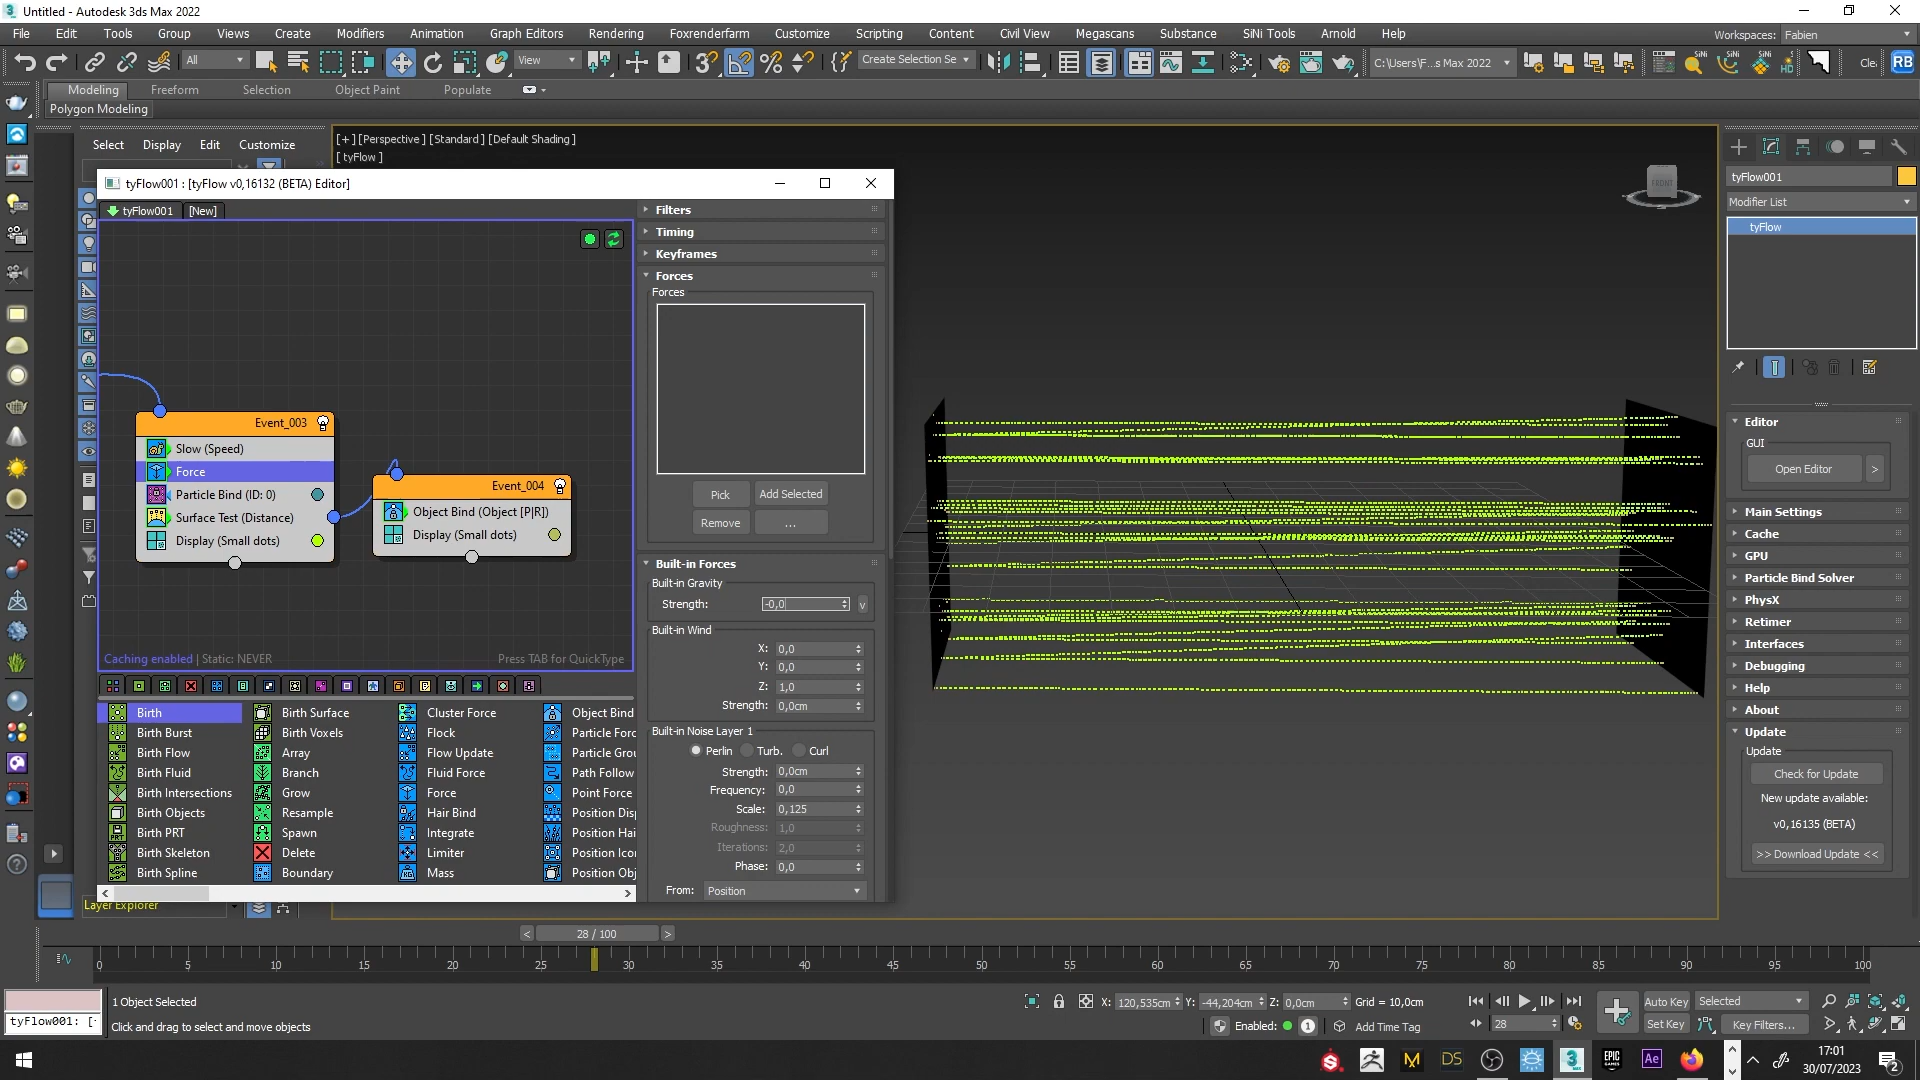 Untitled - Autodesk 3ds Max 2022
File Edit Tools Group Views Create Modifiers Animation Graph Editors Rendering Foxrenderfarm Customize Scripting Content Civil View Megascans Substance SiNi Tools Arnold Help
Workspaces: Fabien
All View Create Selection Se C:\Users\F...s Max 2022 Cle RB
Modeling Freeform Selection Object Paint Populate
Polygon Modeling
Select Display Edit Customize
[+] [Perspective] [Standard] [Default Shading]
[ tyFlow ]
tyFlow001 : [tyFlow v0,16132 (BETA) Editor]
tyFlow001 [New]
Event_003
Slow (Speed)
Force
Particle Bind (ID: 0)
Surface Test (Distance)
Display (Small dots)
Event_004
Object Bind (Object [P|R])
Display (Small dots)
Caching enabled | Static: NEVER
Press TAB for QuickType
Birth Birth Surface Cluster Force Object Bind
Birth Burst Birth Voxels Flock Particle Forc
Birth Flow Array Flow Update Particle Grou
Birth Fluid Branch Fluid Force Path Follow
Birth Intersections Grow Force Point Force
Birth Objects Resample Hair Bind Position Disp
Birth PRT Spawn Integrate Position Hai
Birth Skeleton Delete Limiter Position Icon
Birth Spline Boundary Mass Position Obj
Layer Explorer
Filters
Timing
Keyframes
Forces
Forces
Pick Add Selected
Remove ...
Built-in Forces
Built-in Gravity
Strength: -0,0 v
Built-in Wind
X: 0,0
Y: 0,0
Z: 1,0
Strength: 0,0cm
Built-in Noise Layer 1
Perlin Turb. Curl
Strength: 0,0cm
Frequency: 0,0
Scale: 0,125
Roughness: 1,0
Iterations: 2,0
Phase: 0,0
From: Position
FRONT
tyFlow001
Modifier List
tyFlow
Editor
GUI
Open Editor >
Main Settings
Cache
GPU
Particle Bind Solver
PhysX
Retimer
Interfaces
Debugging
Help
About
Update
Update
Check for Update
New update available:
v0,16135 (BETA)
>> Download Update <<
< 28 / 100 >
0 5 10 15 20 25 30 35 40 45 50 55 60 65 70 75 80 85 90 95 100
1 Object Selected
tyFlow001: [
Click and drag to select and move objects
X: 120,535cm Y: -44,204cm Z: 0,0cm Grid = 10,0cm
Enabled: 1 Add Time Tag
28
Auto Key Selected
Set Key Key Filters...
DS 3 EPIC GAMES Ae
17:01
30/07/2023
2